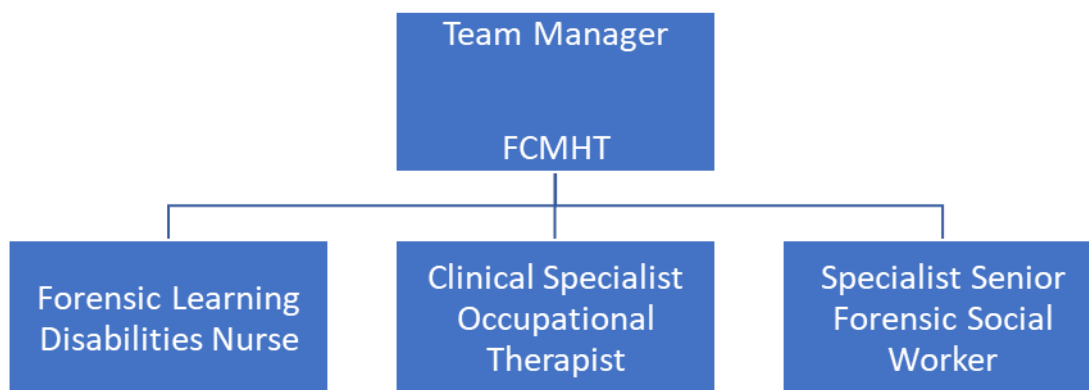 Team Manager
FCMHT
Forensic Learning
Disabilities Nurse
Clinical Specialist
Occupational
Therapist
Specialist Senior
Forensic Social
Worker